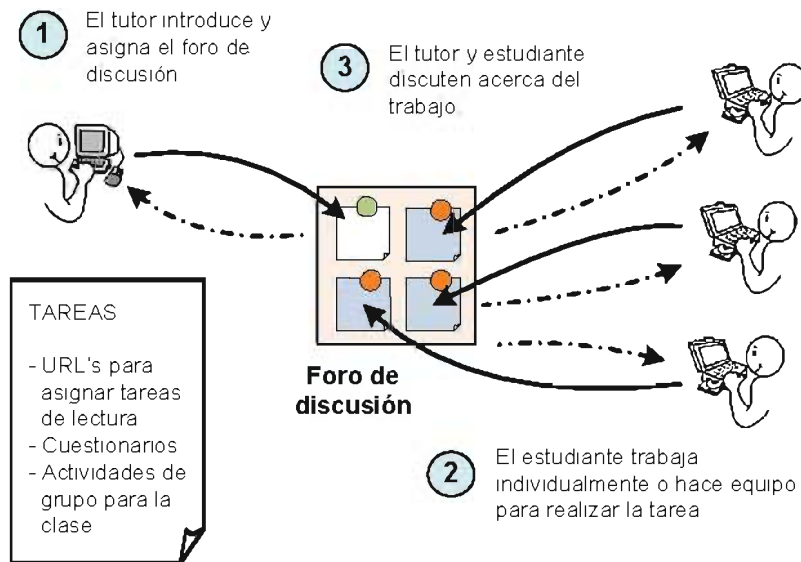 1
El tutor introduce y
asigna el foro de
discusión
3
El tutor y estudiante
discuten acerca del
trabajo
TAREAS
- URL's para
asignar tareas
de lectura
- Cuestionarios
- Actividades de
grupo para la
clase
Foro de
discusión
2
El estudiante trabaja
individualmente o hace equipo
para realizar la tarea